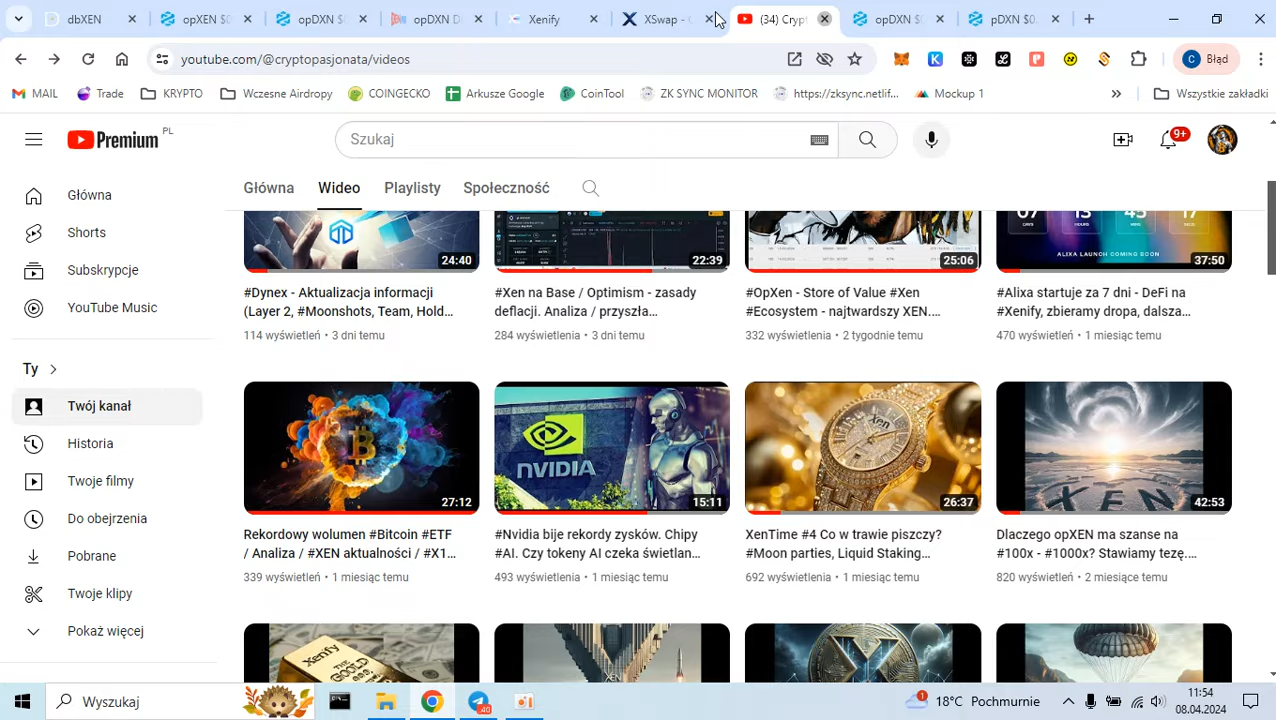 dbXEN
opXEN $0
dpXN $
opXN D
Xenify
XSwap - C
(34) Cryp
opDXN $
pDXN $0.
youtube.com/@cryptopasjonata/videos
Błąd
MAIL
Trade
KRYPTO
Wczesne Airdropy
COINGECKO
Arkusze Google
CoinTool
ZK SYNC MONITOR
https://zksync.netlif...
Mockup 1
»
Wszystkie zakładki
Premium PL
Szukaj
9+
Główna
Wideo
Playlisty
Społeczność
Główna
Shorts
Subskrypcje
YouTube Music
Ty
Twój kanał
Historia
Twoje filmy
Do obejrzenia
Pobrane
Twoje klipy
Pokaż więcej
24:40
#Dynex - Aktualizacja informacji
(Layer 2, #Moonshots, Team, Hold...
114 wyświetleń • 3 dni temu
22:39
#Xen na Base / Optimism - zasady
deflacji. Analiza / przyszła...
284 wyświetlenia • 3 dni temu
25:06
#OpXen - Store of Value #Xen
#Ecosystem - najtwardszy XEN....
332 wyświetlenia • 2 tygodnie temu
DAYS
ALIXA LAUNCH COMING SOON
37:50
#Alixa startuje za 7 dni - DeFi na
#Xenify, zbieramy dropa, dalsza...
470 wyświetleń • 1 miesiąc temu
27:12
Rekordowy wolumen #Bitcoin #ETF
/ Analiza / #XEN aktualności / #X1...
339 wyświetleń • 1 miesiąc temu
NVIDIA
15:11
#Nvidia bije rekordy zysków. Chipy
#AI. Czy tokeny AI czeka świetlan...
493 wyświetlenia • 1 miesiąc temu
Xen
26:37
XenTime #4 Co w trawie piszczy?
#Moon parties, Liquid Staking...
692 wyświetlenia • 1 miesiąc temu
XEN
42:53
Dlaczego opXEN ma szanse na
#100x - #1000x? Stawiamy tezę....
820 wyświetleń • 2 miesiące temu
Xenify
THE
GOLD
Wyszukaj
40
1
18°C Pochmurnie
11:54
08.04.2024